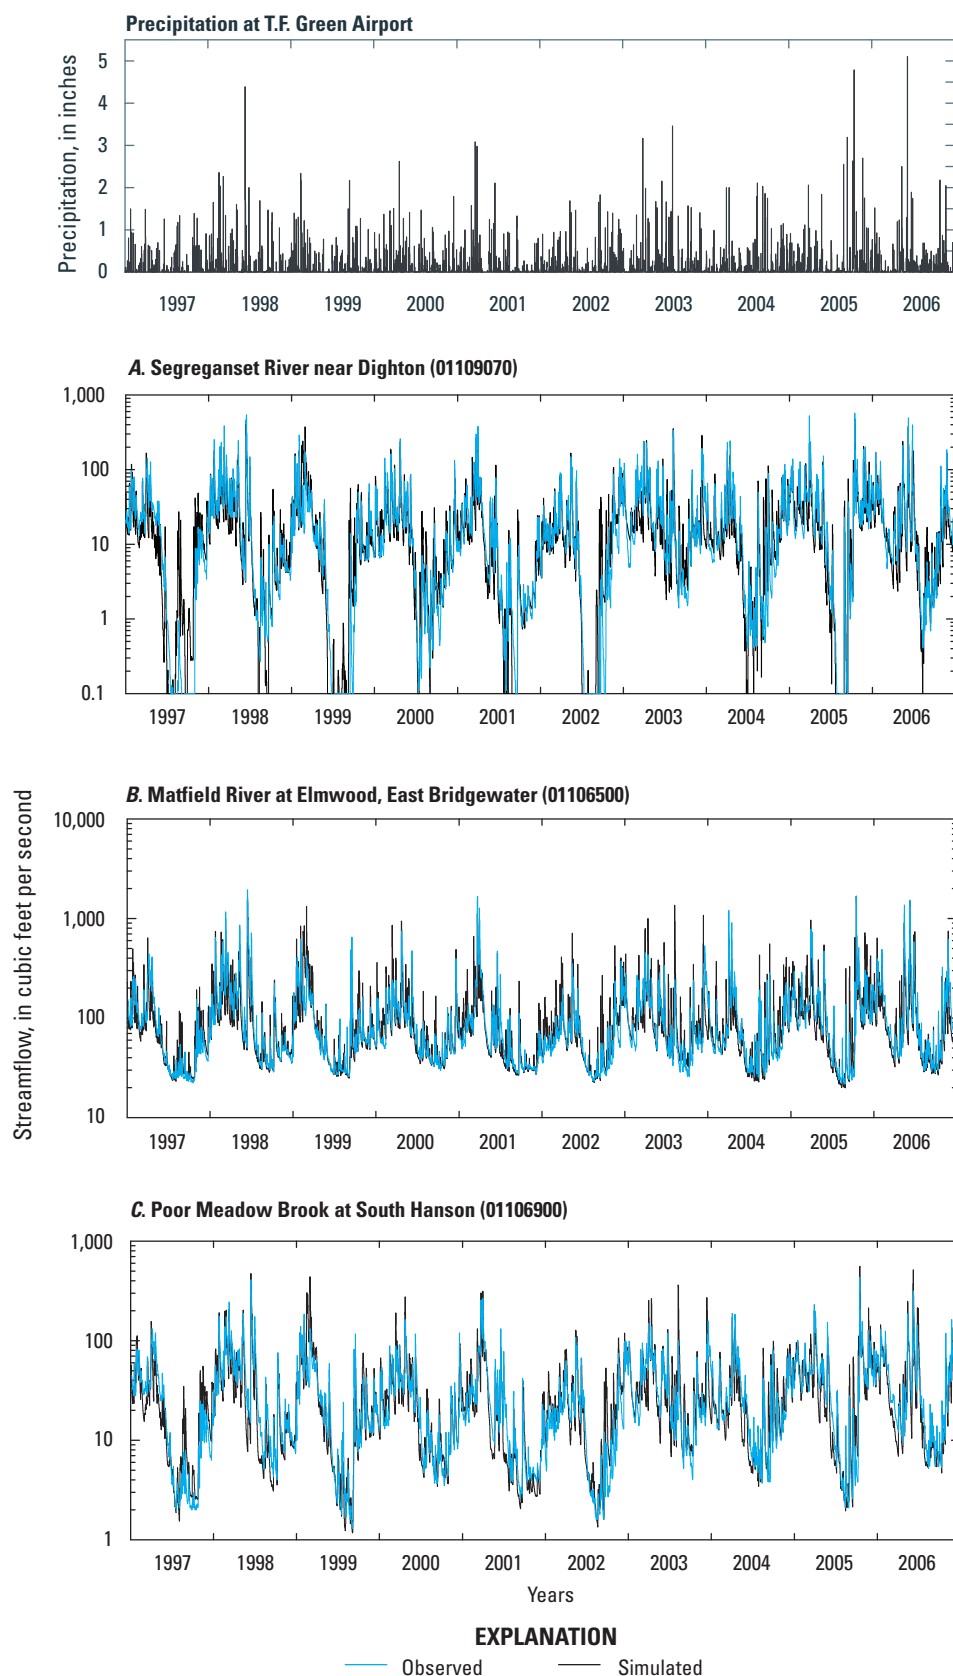 Precipitation at T.F. Green Airport
Precipitation, in inches
5
4
3
2
1
0
1997 1998 1999 2000 2001 2002 2003 2004 2005 2006
A. Segreganset River near Dighton (01109070)
1,000
100
10
1
0.1
1997 1998 1999 2000 2001 2002 2003 2004 2005 2006
Streamflow, in cubic feet per second
B. Matfield River at Elmwood, East Bridgewater (01106500)
10,000
1,000
100
10
1997 1998 1999 2000 2001 2002 2003 2004 2005 2006
C. Poor Meadow Brook at South Hanson (01106900)
1,000
100
10
1
1997 1998 1999 2000 2001 2002 2003 2004 2005 2006
Years
EXPLANATION
Observed Simulated